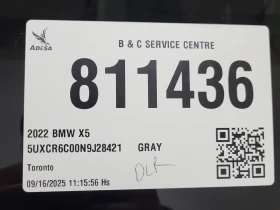 ADESA
B & C SERVICE CENTRE
811436
2022 BMW X5
5UXCR6C00N9J28421 GRAY
Toronto
DLR
09/16/2025 11:15:56 Hs